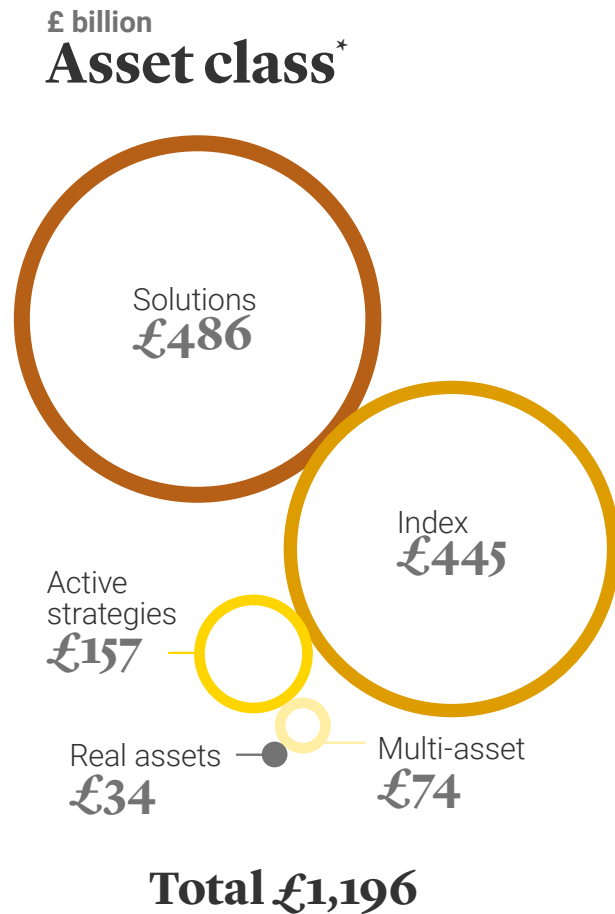 £ billion
Asset class*
Solutions
£486
Index
£445
Active
strategies
£157
Real assets
£34
Multi-asset
£74
Total £1,196